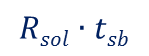 R_sol · t_sb